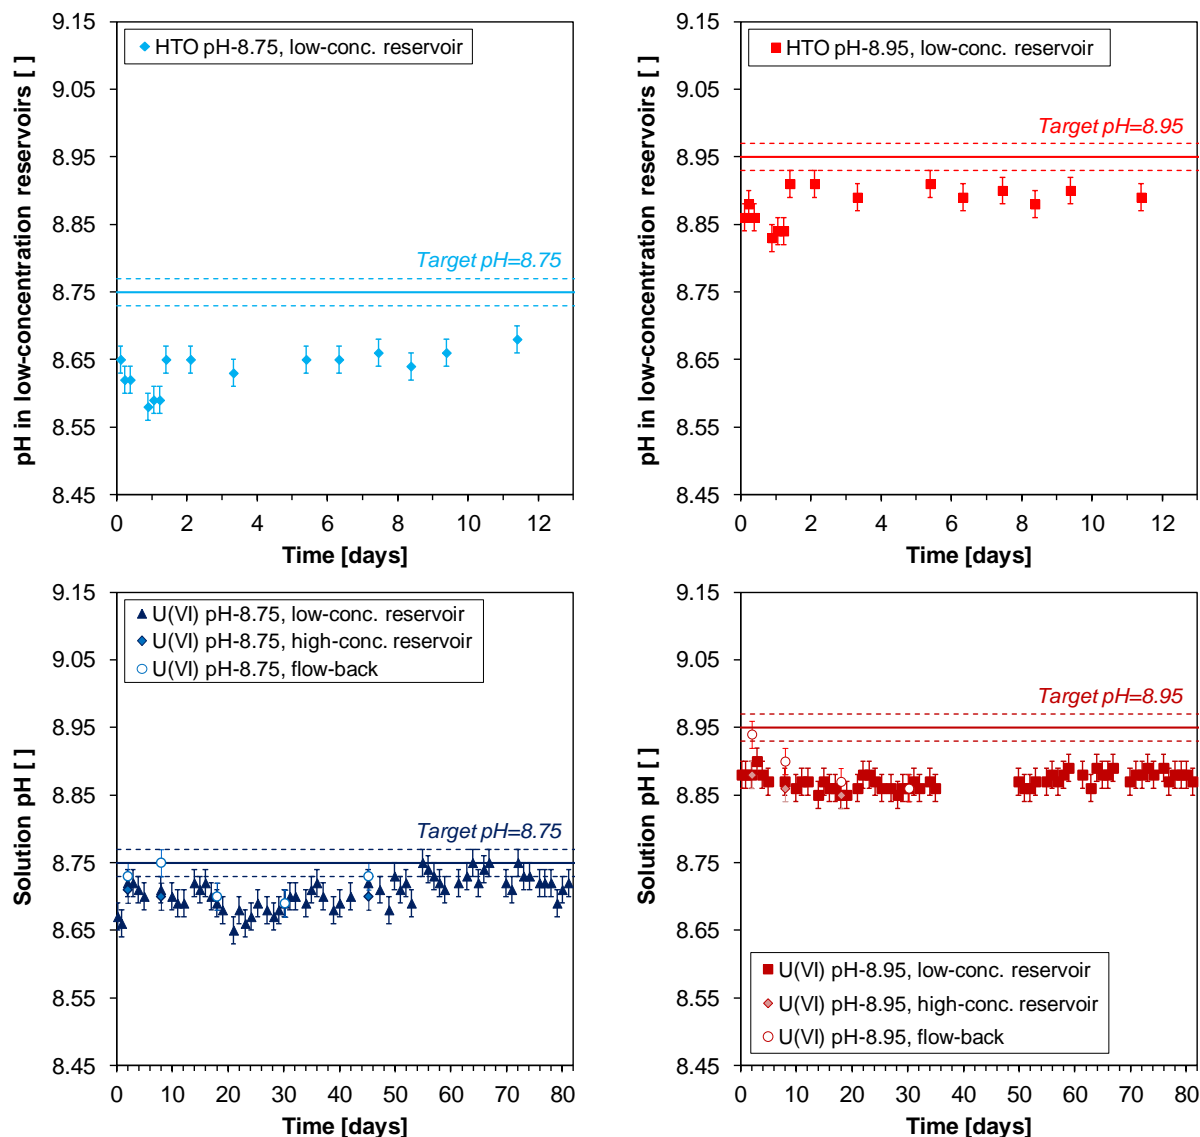 9.15
9.05
8.95
8.85
8.75
8.65
8.55
8.45
pH in low-concentration reservoirs [ ]
HTO pH-8.75, low-conc. reservoir
Target pH=8.75
0 2 4 6 8 10 12
Time [days]
9.15
9.05
8.95
8.85
8.75
8.65
8.55
8.45
pH in low-concentration reservoirs [ ]
HTO pH-8.95, low-conc. reservoir
Target pH=8.95
0 2 4 6 8 10 12
Time [days]
9.15
9.05
8.95
8.85
8.75
8.65
8.55
8.45
Solution pH [ ]
U(VI) pH-8.75, low-conc. reservoir
U(VI) pH-8.75, high-conc. reservoir
U(VI) pH-8.75, flow-back
Target pH=8.75
0 10 20 30 40 50 60 70 80
Time [days]
9.15
9.05
8.95
8.85
8.75
8.65
8.55
8.45
Solution pH [ ]
Target pH=8.95
U(VI) pH-8.95, low-conc. reservoir
U(VI) pH-8.95, high-conc. reservoir
U(VI) pH-8.95, flow-back
0 10 20 30 40 50 60 70 80
Time [days]